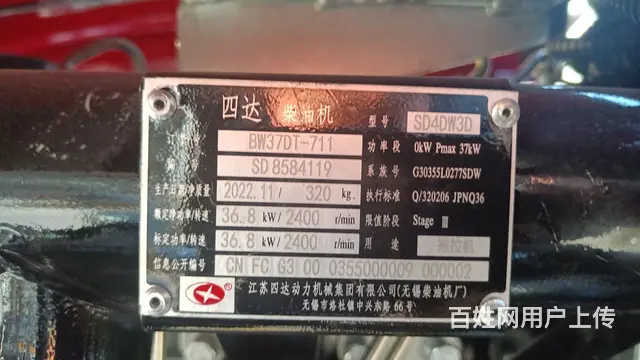 四达 柴油机 型号 SD4DW3D
BW37DT-711 功率段 0kW Pmax 37kW
号 SD8584119 系族号 G30355L0277SDW
生产日期/净质量 2022.11 / 320 kg. 执行标准 Q/320206 JPNQ36
额定净功率/转速 36.8 kW/ 2400 r/min 限值阶段 Stage Ⅲ
标定功率/转速 36.8 kW/ 2400 r/min 用途 拖拉机
信息公开编号 CN FC G3 00 0355000009 000002
江苏四达动力机械集团有限公司(无锡柴油机厂)
无锡市洛社镇中兴东路66号
百姓网用户上传